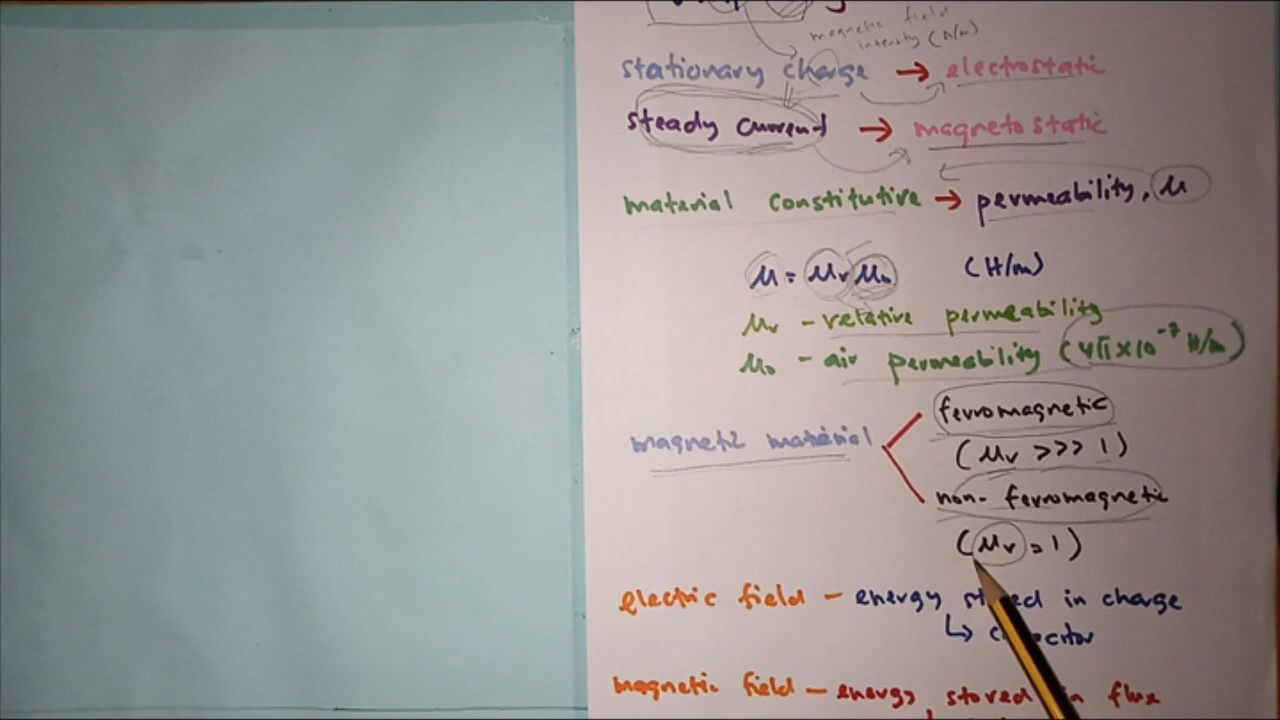 magnetic field
intensity (A/m)
stationary charge → electrostatic
steady current → magnetostatic
material constitutive → permeability, μ
μ = μr μo (H/m)
μr – relative permeability
μo – air permeability (4π × 10⁻⁷ H/m)
magnetic material
ferromagnetic
(μr >>> 1)
non-ferromagnetic
(μr = 1)
electric field – energy stored in charge
↳ capacitor
magnetic field – energy stored in flux